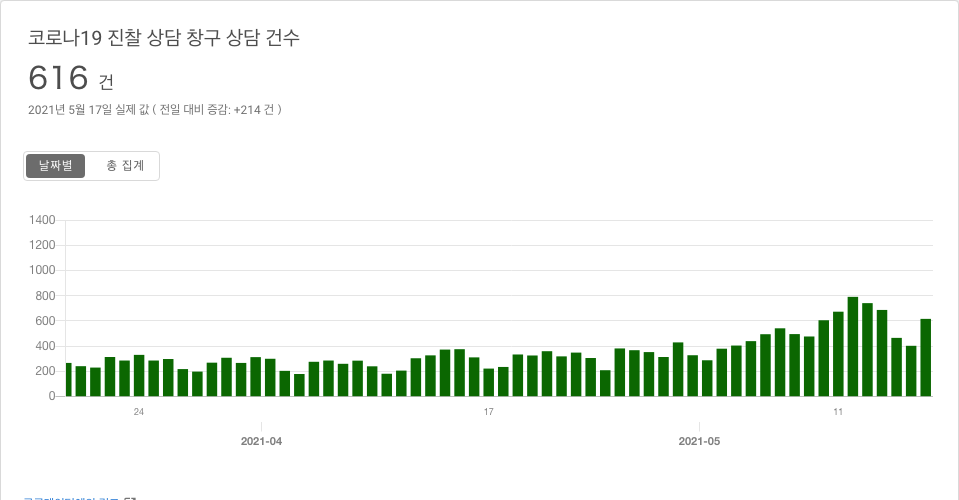 코로나19 진찰 상담 창구 상담 건수
616 건
2021년 5월 17일 실제 값 ( 전일 대비 증감: +214 건 )
날짜별 총 집계
1400
1200
1000
800
600
400
200
0
24 17 11
2021-04 2021-05